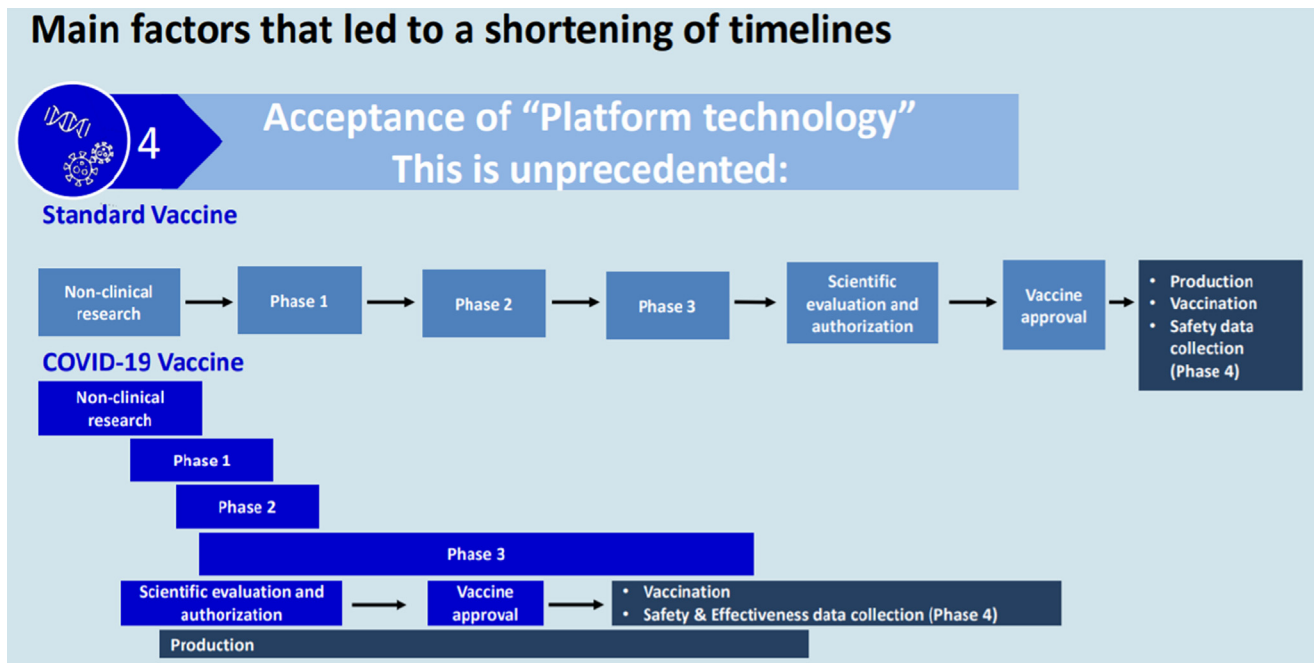 Main factors that led to a shortening of timelines
4
Acceptance of “Platform technology”
This is unprecedented:
Standard Vaccine
Non-clinical
research
Phase 1
Phase 2
Phase 3
Scientific
evaluation and
authorization
Vaccine
approval
• Production
• Vaccination
• Safety data
collection
(Phase 4)
COVID-19 Vaccine
Non-clinical
research
Phase 1
Phase 2
Phase 3
Scientific evaluation and
authorization
Vaccine
approval
• Vaccination
• Safety & Effectiveness data collection (Phase 4)
Production